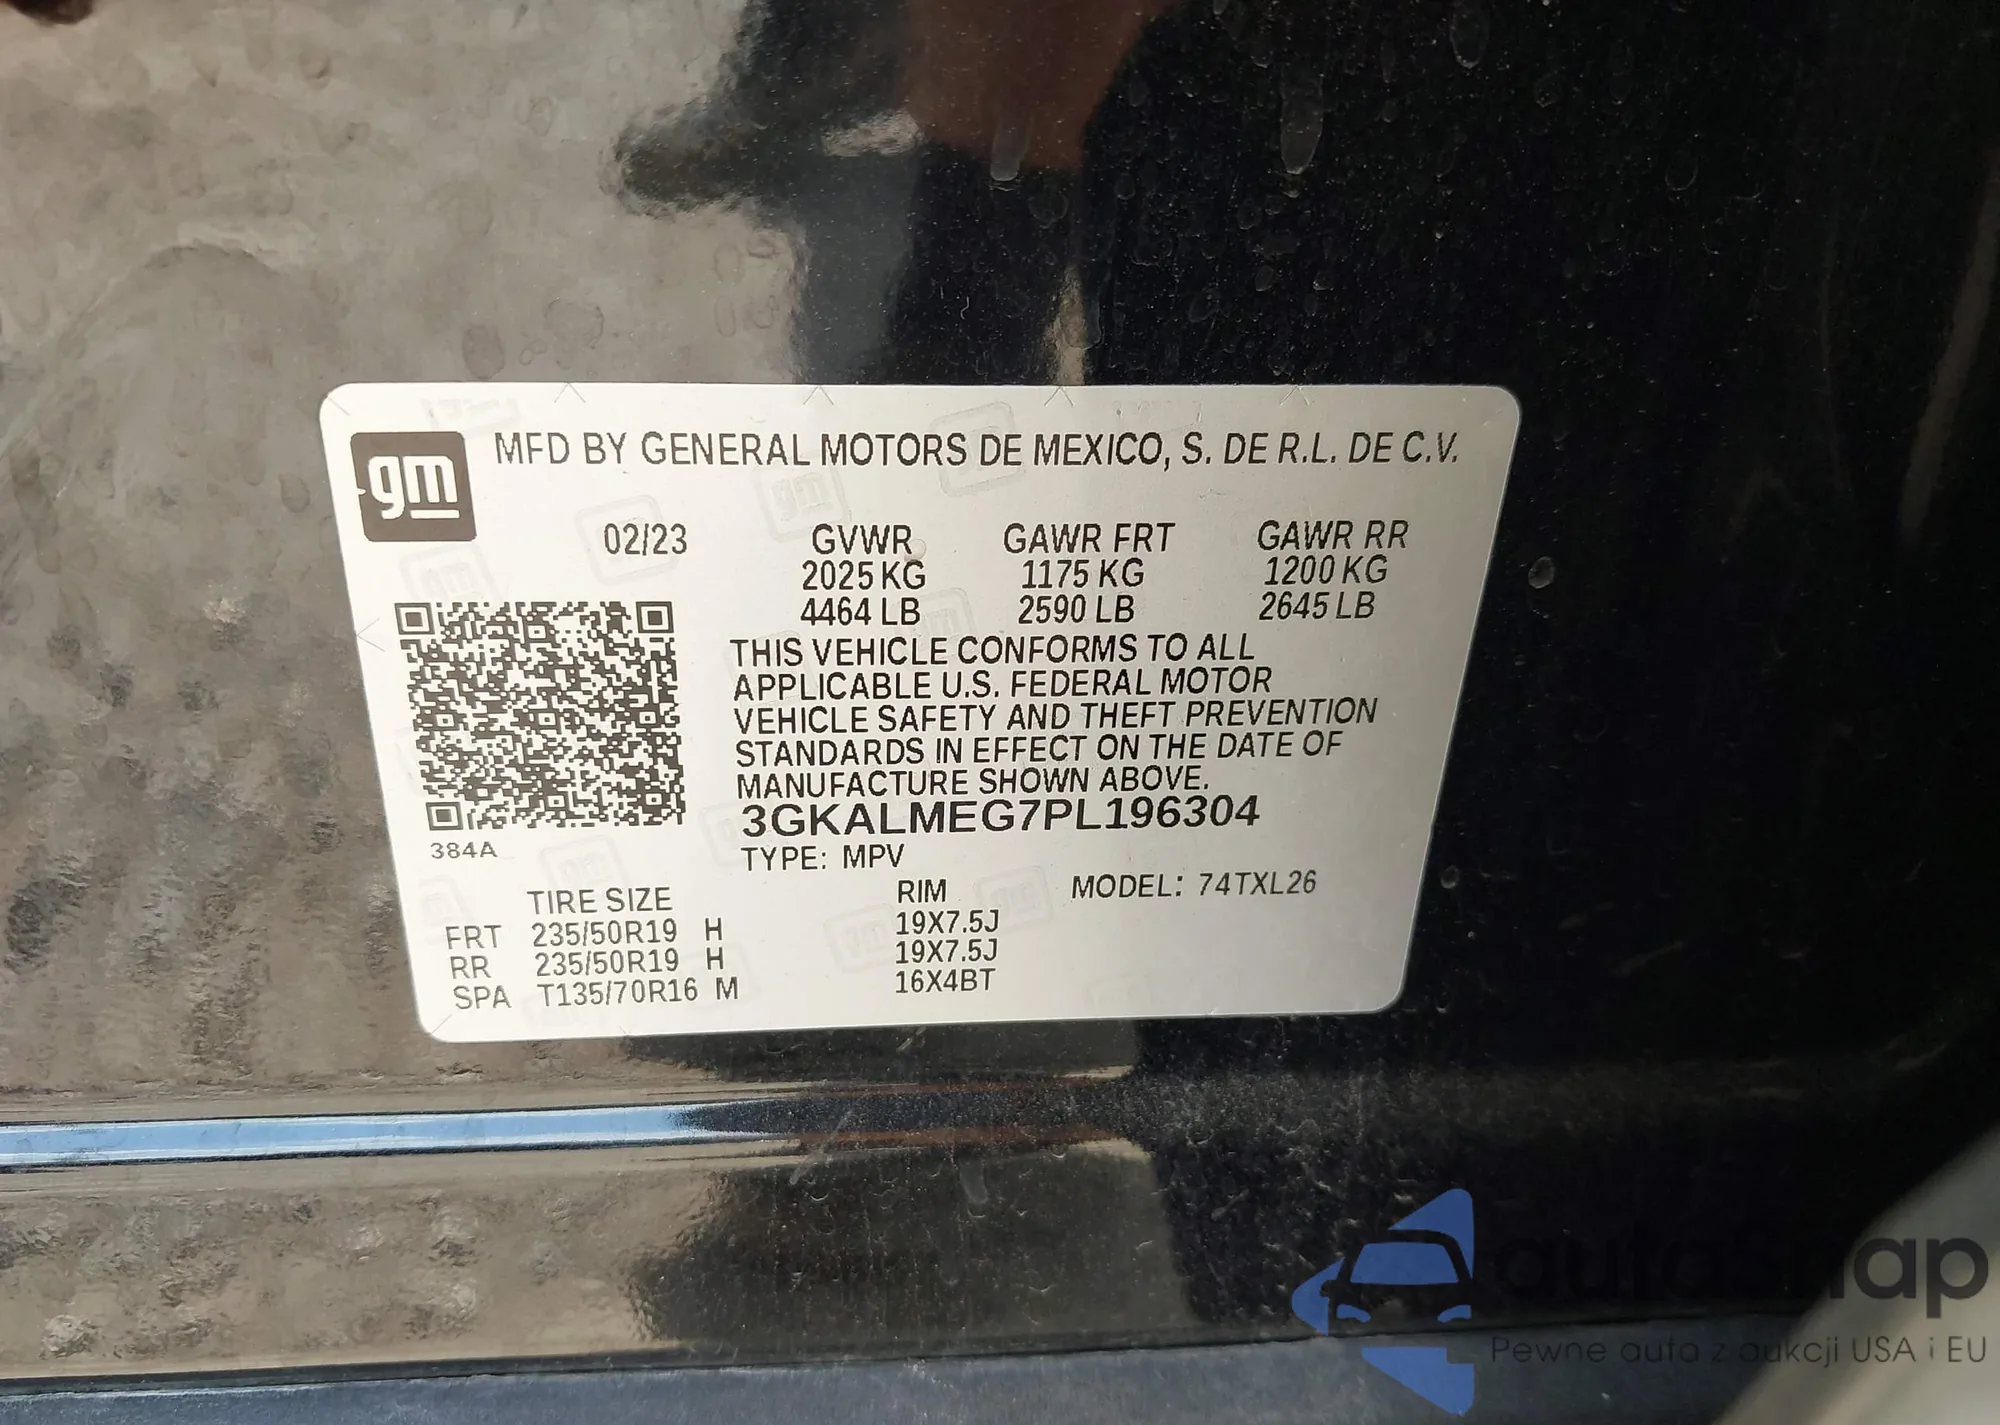 gm
MFD BY GENERAL MOTORS DE MEXICO, S. DE R.L. DE C.V.
02/23 GVWR GAWR FRT GAWR RR
2025 KG 1175 KG 1200 KG
4464 LB 2590 LB 2645 LB
THIS VEHICLE CONFORMS TO ALL
APPLICABLE U.S. FEDERAL MOTOR
VEHICLE SAFETY AND THEFT PREVENTION
STANDARDS IN EFFECT ON THE DATE OF
MANUFACTURE SHOWN ABOVE.
3GKALMEG7PL196304
384A
TYPE: MPV
TIRE SIZE RIM MODEL: 74TXL26
FRT 235/50R19 H 19X7.5J
RR 235/50R19 H 19X7.5J
SPA T135/70R16 M 16X4BT
autoSnap
Pewne auta z aukcji USA i EU